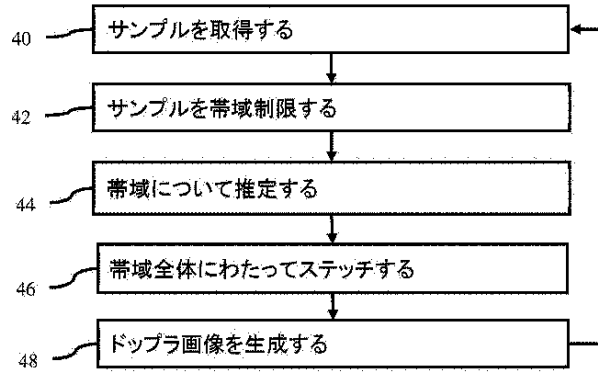 40 サンプルを取得する
42 サンプルを帯域制限する
44 帯域について推定する
46 帯域全体にわたってステッチする
48 ドップラ画像を生成する